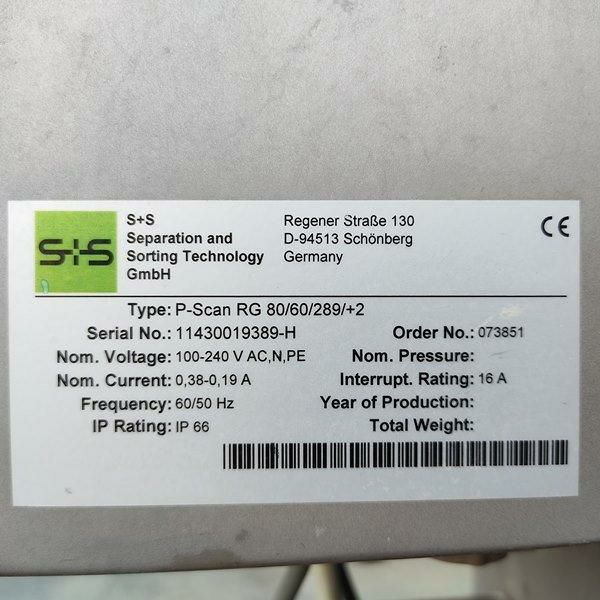 S+S
S+S
Separation and
Sorting Technology
GmbH
Regener Straße 130
D-94513 Schönberg
Germany
CE
Type: P-Scan RG 80/60/289/+2
Serial No.: 11430019389-H
Order No.: 073851
Nom. Voltage: 100-240 V AC,N,PE
Nom. Pressure:
Nom. Current: 0,38-0,19 A
Interrupt. Rating: 16 A
Frequency: 60/50 Hz
Year of Production:
IP Rating: IP 66
Total Weight: